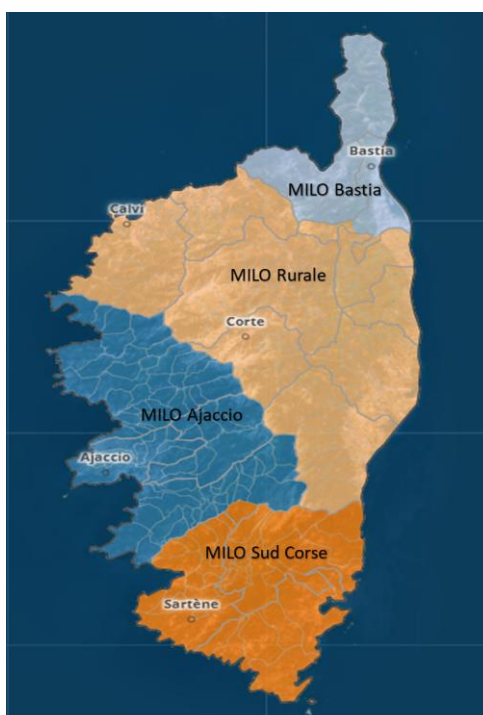 Bastia
MILO Bastia
Calvi
MILO Rurale
Corte
MILO Ajaccio
Ajaccio
MILO Sud Corse
Sartène